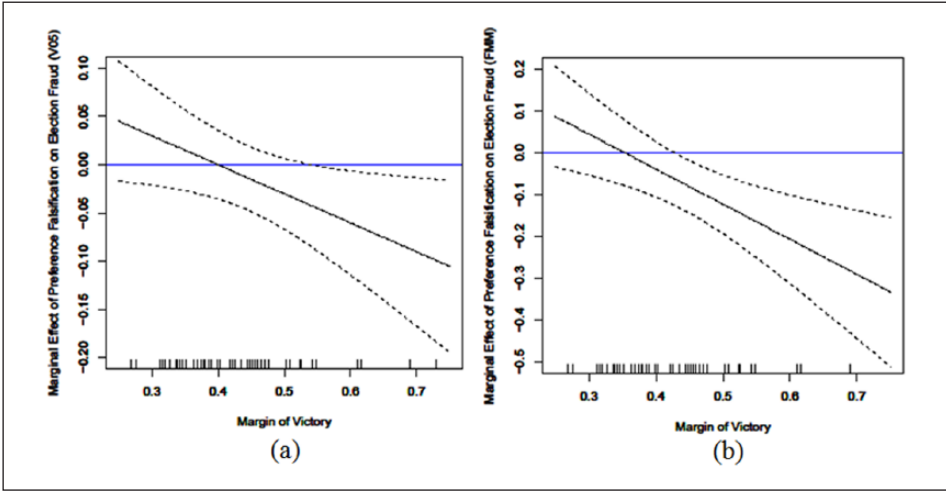 Marginal Effect of Preference Falsification on Election Fraud (V05)
0.10
0.05
0.00
−0.05
−0.10
−0.15
−0.20
0.3 0.4 0.5 0.6 0.7
Margin of Victory
(a)
Marginal Effect of Preference Falsification on Election Fraud (FMM)
0.2
0.1
0.0
−0.1
−0.2
−0.3
−0.4
−0.5
0.3 0.4 0.5 0.6 0.7
Margin of Victory
(b)